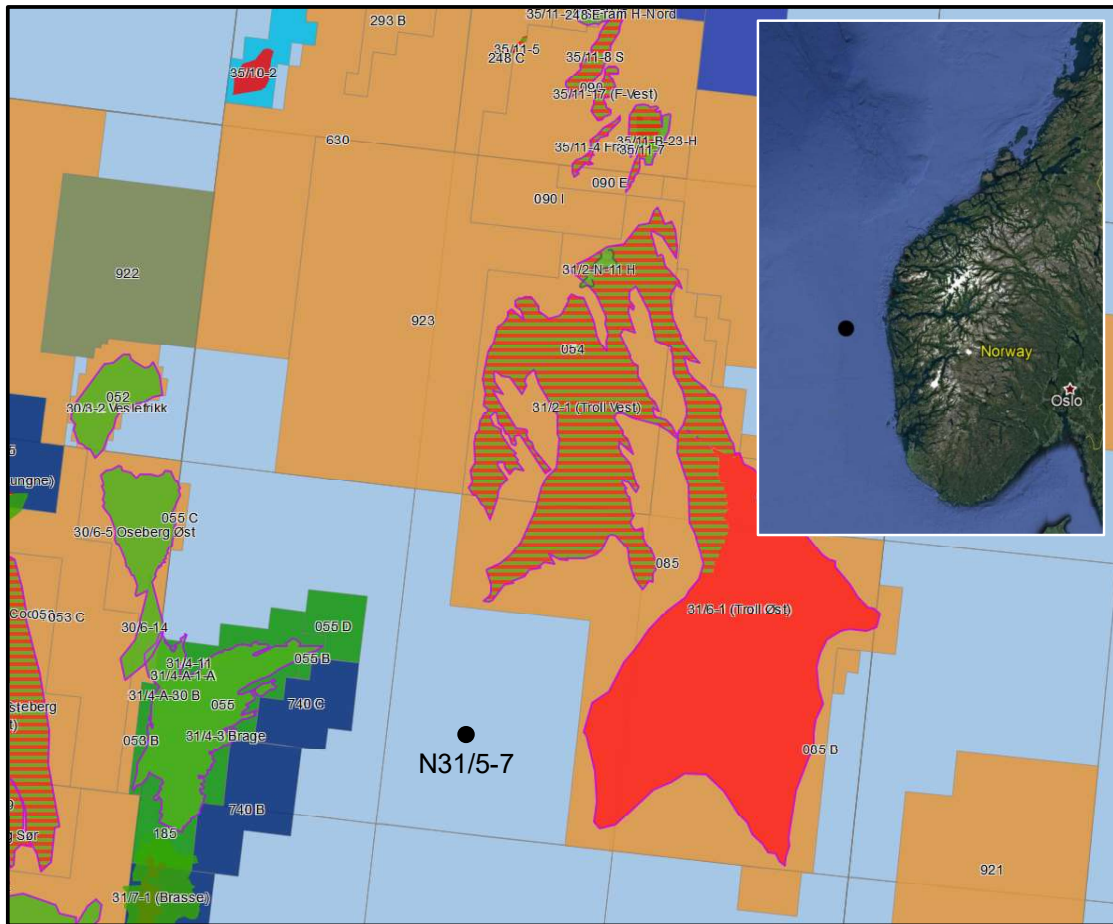 293 B
35/11-
248 E
Fram H-Nord
35/11-5
248 C
35/10-2
35/11-8 S
090
35/11-17 (F-Vest)
630
35/11-B-23-H
35/11-4
35/11-7
090 E
090 I
922
31/2-N-11 H
923
054
052
30/3-2 Veslefrikk
31/2-1 (Troll Vest)
055 C
30/6-5 Oseberg Øst
085
31/6-1 (Troll Øst)
053 C
30/6-14
055 D
31/4-11
055 B
31/4-A-1-A
31/4-A-30 B
055
740 C
31/4-3 Brage
053 B
085 B
N31/5-7
740 B
185
g Sør
921
31/7-1 (Brasse)
Norway
Oslo